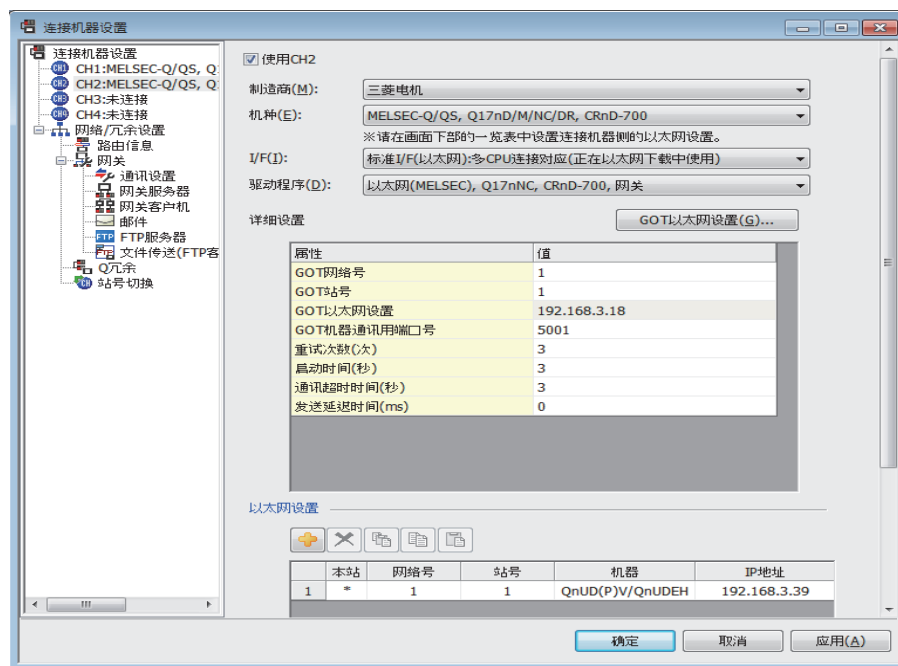 连接机器设置
连接机器设置
CH1:MELSEC-Q/QS, Q
CH2:MELSEC-Q/QS, Q
CH3:未连接
CH4:未连接
网络/冗余设置
路由信息
网关
通讯设置
网关服务器
网关客户机
邮件
FTP服务器
文件传送(FTP客
Q冗余
站号切换
使用CH2
制造商(M): 三菱电机
机种(E): MELSEC-Q/QS, Q17nD/M/NC/DR, CRnD-700
※请在画面下部的一览表中设置连接机器侧的以太网设置。
I/F(I): 标准I/F(以太网):多CPU连接对应(正在以太网下载中使用)
驱动程序(D): 以太网(MELSEC), Q17nNC, CRnD-700, 网关
详细设置 GOT以太网设置(G)...
属性 值
GOT网络号 1
GOT站号 1
GOT以太网设置 192.168.3.18
GOT机器通讯用端口号 5001
重试次数(次) 3
启动时间(秒) 3
通讯超时时间(秒) 3
发送延迟时间(ms) 0
以太网设置
本站 网络号 站号 机器 IP地址
1 * 1 1 QnUD(P)V/QnUDEH 192.168.3.39
确定 取消 应用(A)